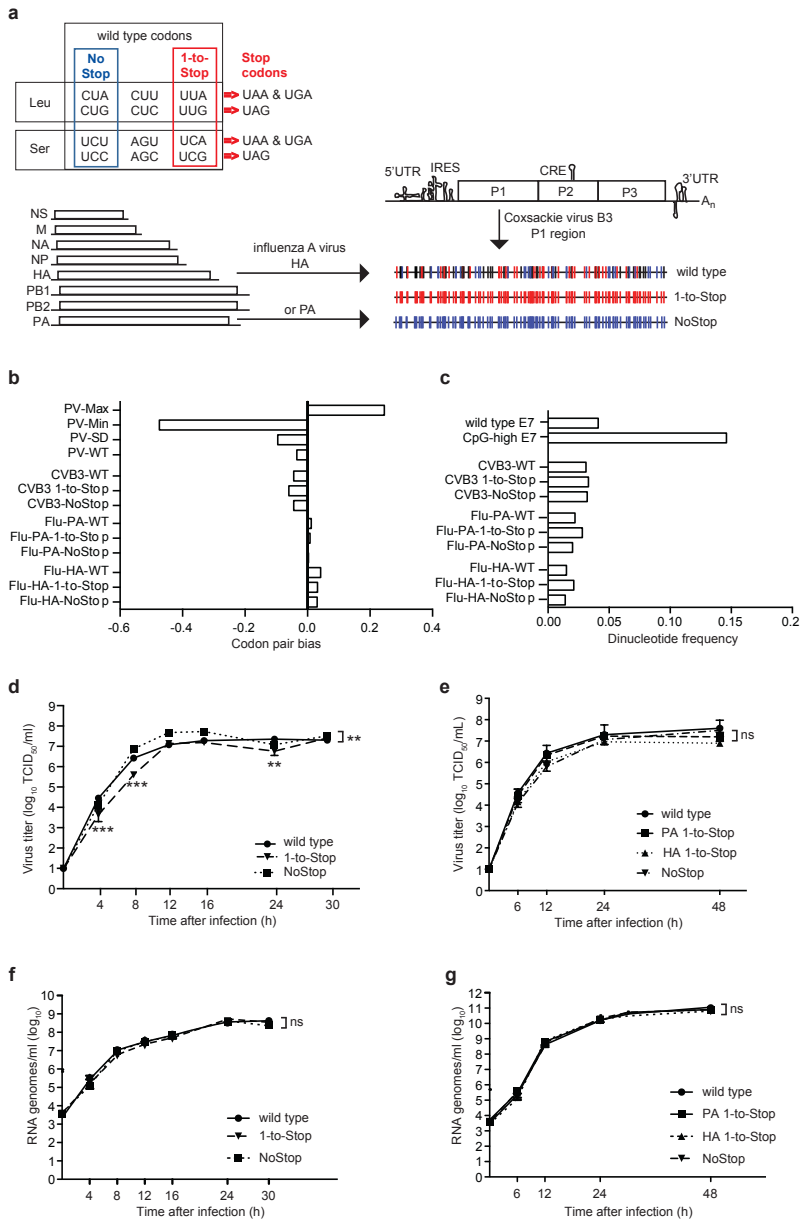 a
wild type codons
No Stop
1-to-Stop
Stop codons
Leu CUA CUU UUA UAA & UGA
CUG CUC UUG UAG
Ser UCU AGU UCA UAA & UGA
UCC AGC UCG UAG
5'UTR IRES P1 CRE P2 P3 3'UTR An
Coxsackie virus B3
P1 region
NS
M
NA
NP
HA
PB1
PB2
PA
influenza A virus
HA
or PA
wild type
1-to-Stop
NoStop
b
PV-Max
PV-Min
PV-SD
PV-WT
CVB3-WT
CVB3 1-to-Stop
CVB3-NoStop
Flu-PA-WT
Flu-PA-1-to-Stop
Flu-PA-NoStop
Flu-HA-WT
Flu-HA-1-to-Stop
Flu-HA-NoStop
-0.6 -0.4 -0.2 0.0 0.2 0.4
Codon pair bias
c
wild type E7
CpG-high E7
CVB3-WT
CVB3 1-to-Stop
CVB3-NoStop
Flu-PA-WT
Flu-PA-1-to-Stop
Flu-PA-NoStop
Flu-HA-WT
Flu-HA-1-to-Stop
Flu-HA-NoStop
0.00 0.05 0.10 0.15 0.2
Dinucleotide frequency
d
Virus titer (log10 TCID50/ml)
9
8
7
6
5
4
3
2
1
0
***
***
**
**
wild type
1-to-Stop
NoStop
4 8 12 16 24 30
Time after infection (h)
e
Virus titer (log10 TCID50/mL)
9
8
7
6
5
4
3
2
1
0
ns
wild type
PA 1-to-Stop
HA 1-to-Stop
NoStop
6 12 24 48
Time after infection (h)
f
RNA genomes/ml (log10)
10
9
8
7
6
5
4
3
2
1
0
ns
wild type
1-to-Stop
NoStop
4 8 12 16 24 30
Time after infection (h)
g
RNA genomes/ml (log10)
12
11
10
9
8
7
6
5
4
3
2
1
0
ns
wild type
PA 1-to-Stop
HA 1-to-Stop
NoStop
6 12 24 48
Time after infection (h)